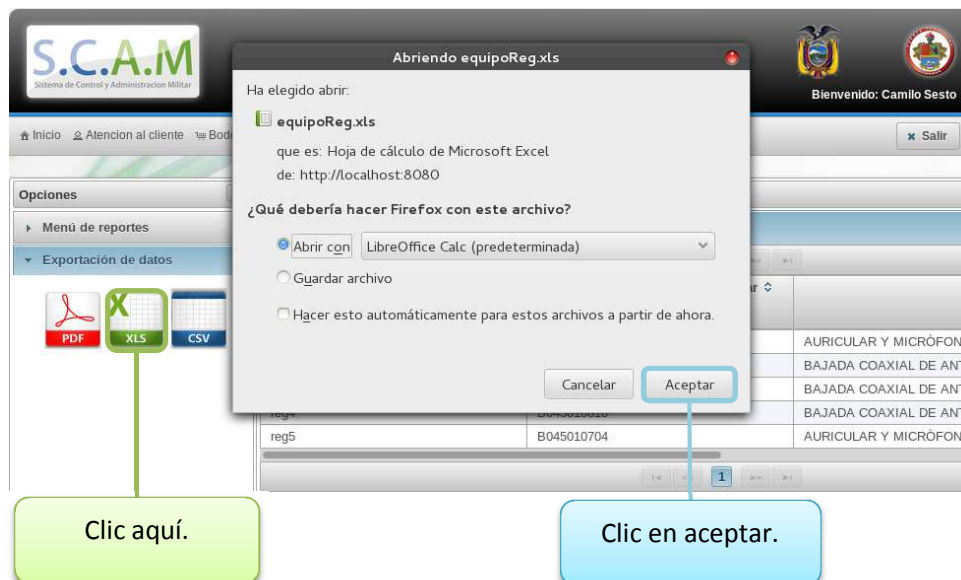 S.C.A.M
Sistema de Control y Administracion Militar
Bienvenido: Camilo Sesto
Inicio Atencion al cliente
Salir
Opciones
Menú de reportes
Exportación de datos
PDF XLS CSV
Abriendo equipoReg.xls
Ha elegido abrir:
equipoReg.xls
que es: Hoja de cálculo de Microsoft Excel
de: http://localhost:8080
¿Qué debería hacer Firefox con este archivo?
Abrir con LibreOffice Calc (predeterminada)
Guardar archivo
Hacer esto automáticamente para estos archivos a partir de ahora.
Cancelar Aceptar
AURICULAR Y MICRÒFON
BAJADA COAXIAL DE ANT
BAJADA COAXIAL DE ANT
BAJADA COAXIAL DE ANT
reg5 B045010704 AURICULAR Y MICRÒFON
1
Clic aquí.
Clic en aceptar.